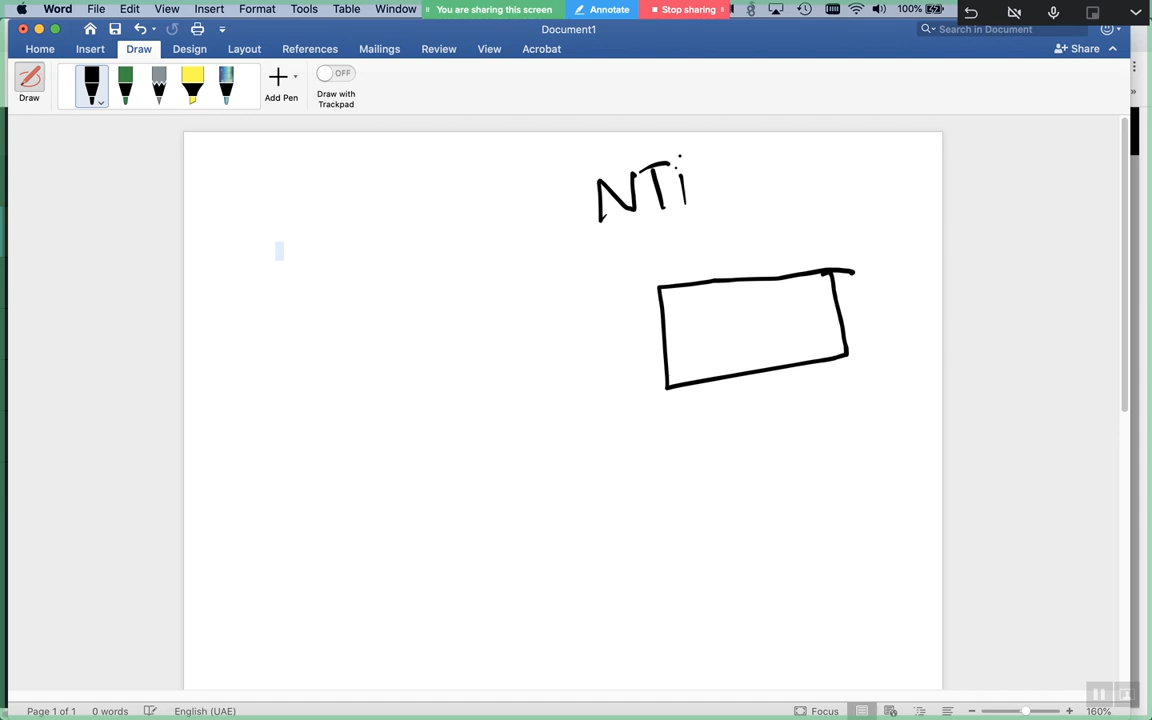 Word File Edit View Insert Format Tools Table Window You are sharing this screen Annotate Stop sharing 100%
Document1 Search in Document
Home Insert Draw Design Layout References Mailings Review View Acrobat Share
Draw Add Pen OFF Draw with Trackpad
NTi
Page 1 of 1 0 words English (UAE) Focus 160%